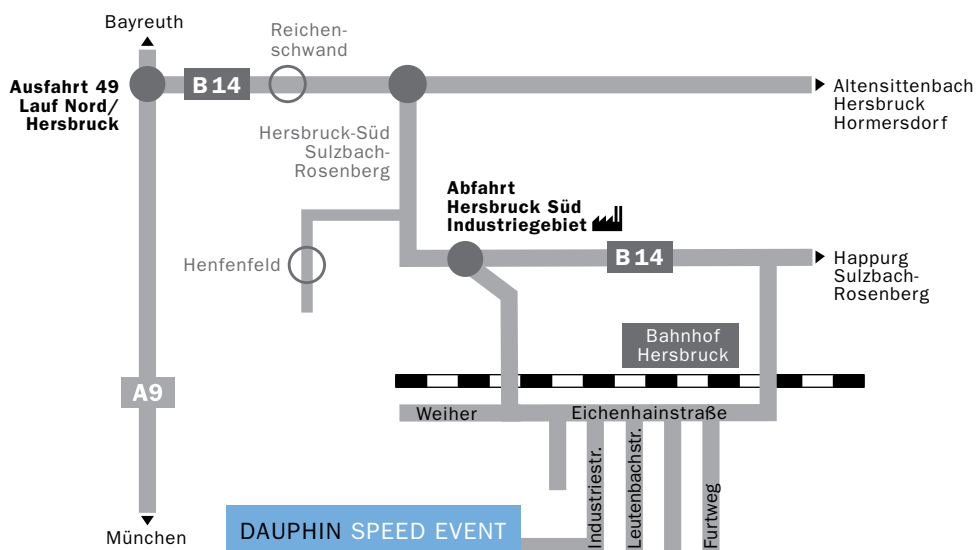 Bayreuth
Reichen-
schwand
Ausfahrt 49
Lauf Nord/
Hersbruck
B 14
Altensittenbach
Hersbruck
Hormersdorf
Hersbruck-Süd
Sulzbach-
Rosenberg
Abfahrt
Hersbruck Süd
Industriegebiet
Henfenfeld
B 14
Happurg
Sulzbach-
Rosenberg
Bahnhof
Hersbruck
A9
Weiher
Eichenhainstraße
Industriestr.
Leutenbachstr.
Furtweg
DAUPHIN SPEED EVENT
München